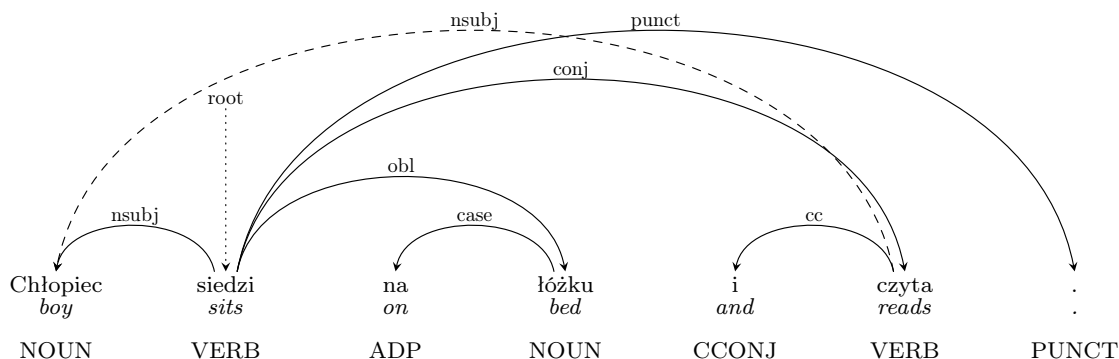 nsubj punct
conj
root
obl
nsubj case cc
Chłopiec siedzi na łóżku i czyta .
boy sits on bed and reads .
NOUN VERB ADP NOUN CCONJ VERB PUNCT